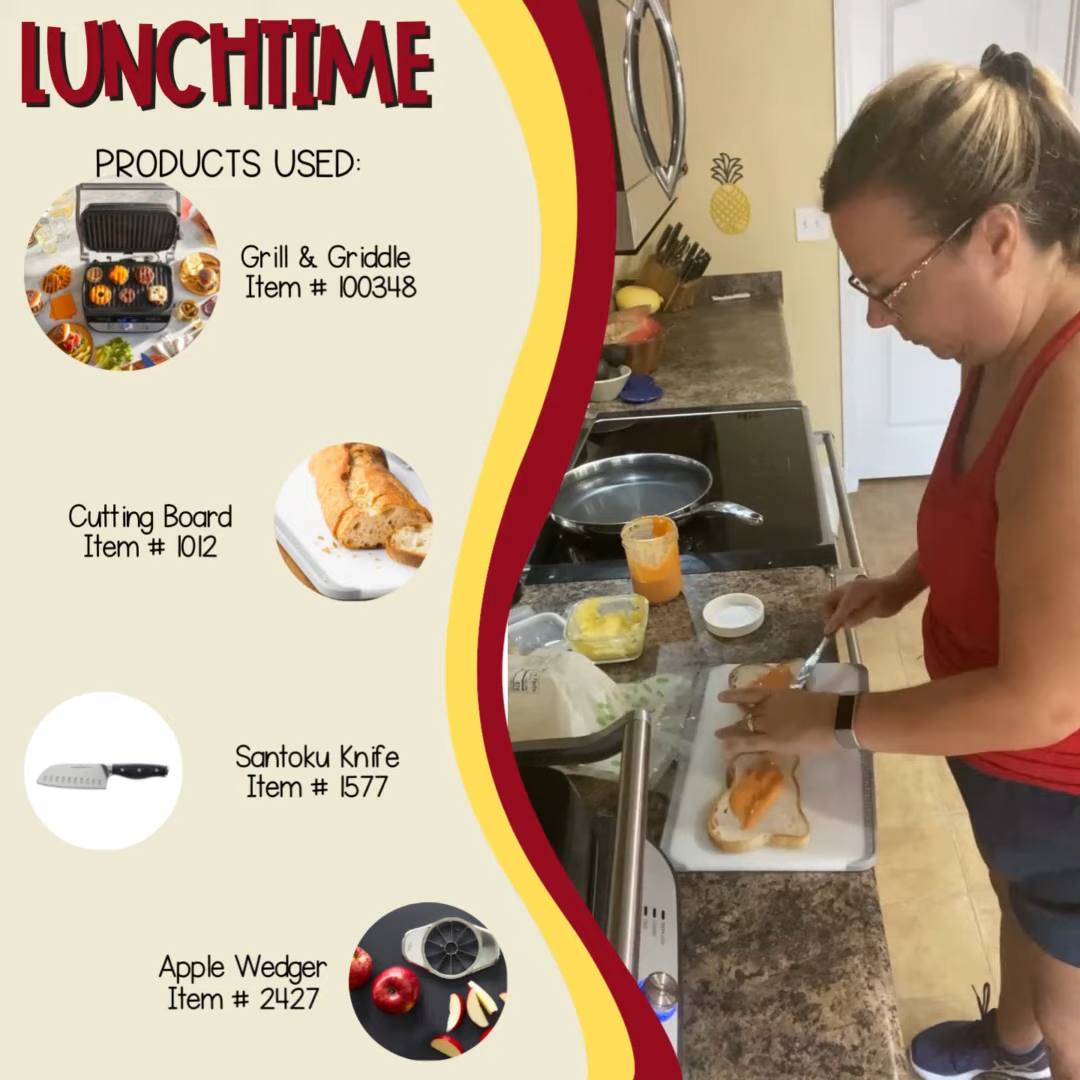 LUNCHTIME
PRODUCTS USED:
Grill & Griddle
Item # 100348
Cutting Board
Item # 1012
Santoku Knife
Item # 1577
Apple Wedger
Item # 2427